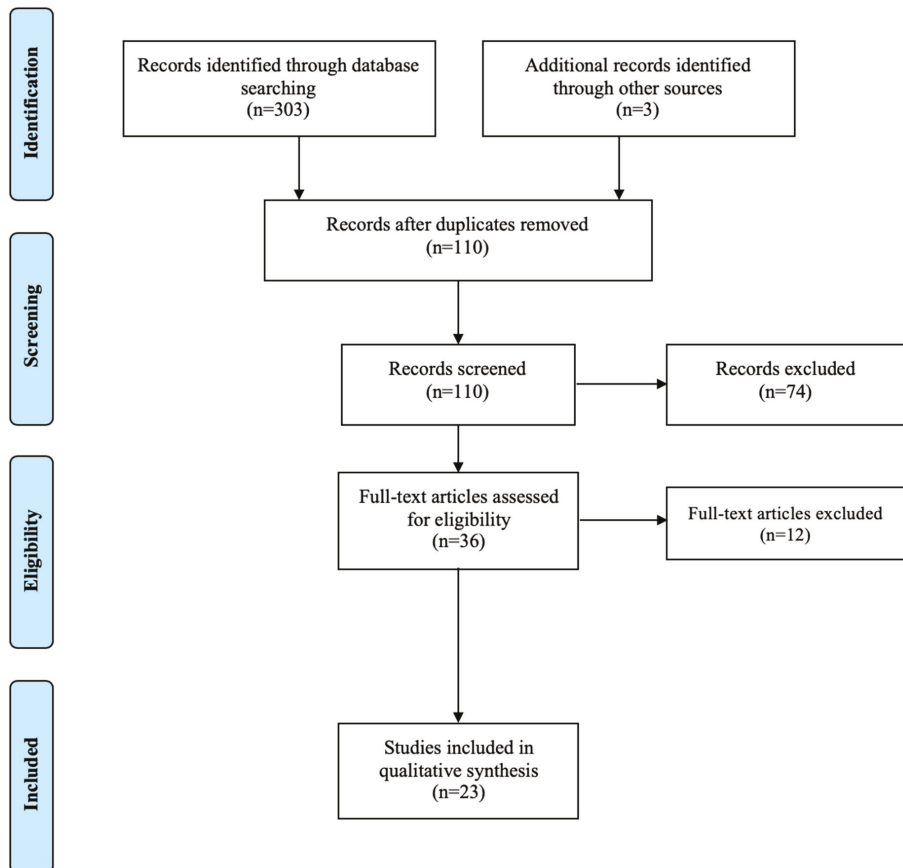 Identification
Records identified through database
searching
(n=303)
Additional records identified
through other sources
(n=3)
Records after duplicates removed
(n=110)
Screening
Records screened
(n=110)
Records excluded
(n=74)
Eligibility
Full-text articles assessed
for eligibility
(n=36)
Full-text articles excluded
(n=12)
Included
Studies included in
qualitative synthesis
(n=23)